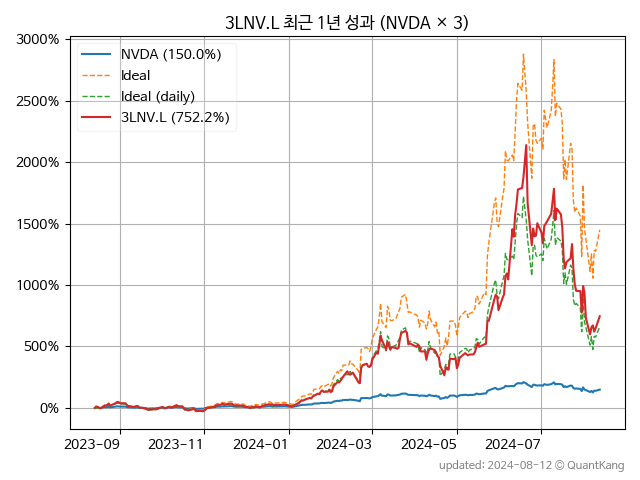 3LNV.L 최근 1년 성과 (NVDA × 3)
3000%
2500%
2000%
1500%
1000%
500%
0%
NVDA (150.0%)
Ideal
Ideal (daily)
3LNV.L (752.2%)
2023-09 2023-11 2024-01 2024-03 2024-05 2024-07
updated: 2024-08-12 © QuantKang